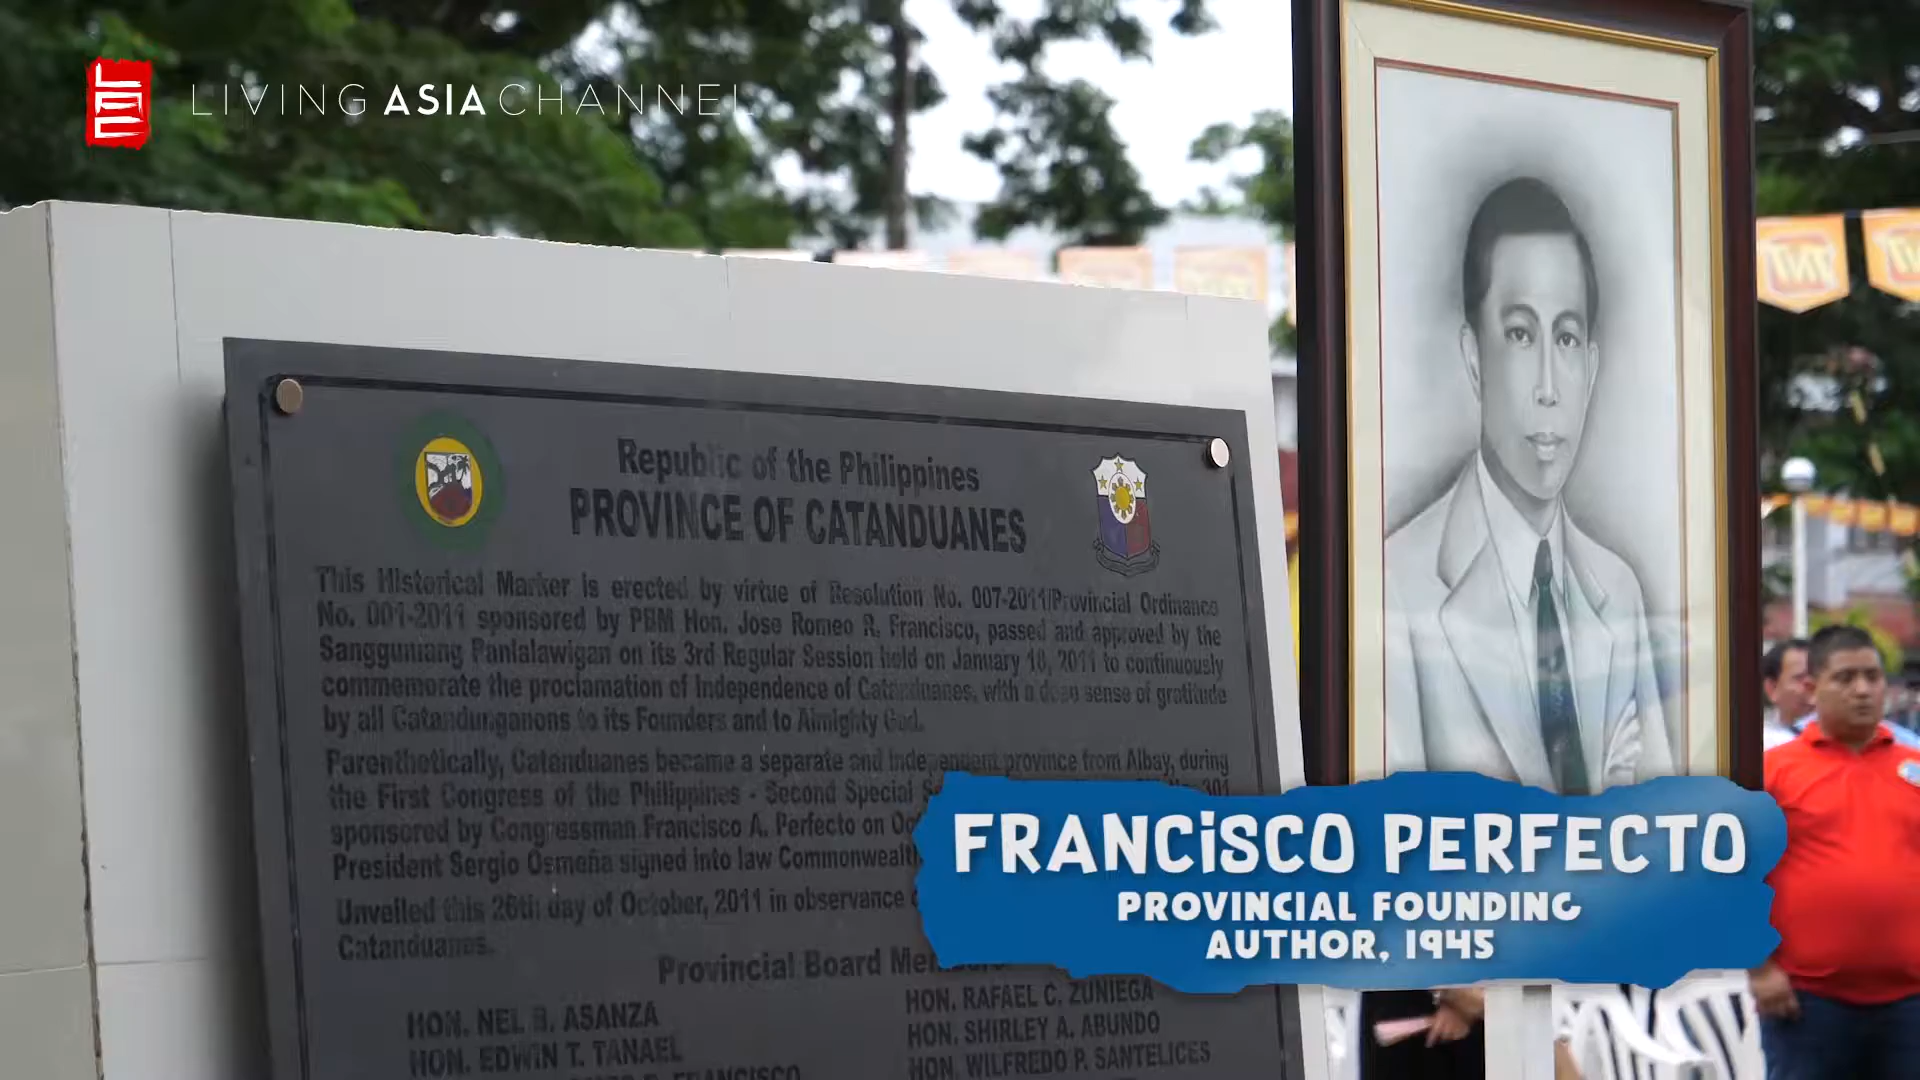 LAC
LIVING ASIA CHANNEL
TNT
Republic of the Philippines
PROVINCE OF CATANDUANES
This Historical Marker is erected by virtue of Resolution No. 007-2011/Provincial Ordinance
No. 001-2011 sponsored by PBM Hon. Jose Romeo R. Francisco, passed and approved by the
Sangguniang Panlalawigan on its 3rd Regular Session held on January 18, 2011 to continuously
commemorate the proclamation of Independence of Catanduanes, with a deep sense of gratitude
by all Catandunganons to its Founders and to Almighty God.
Parenthetically, Catanduanes became a separate and independent province from Albay, during
the First Congress of the Philippines - Second Special
sponsored by Congressman Francisco A. Perfecto on
President Sergio Osmeña signed into law Commonwealth
Unveiled this 26th day of October, 2011 in observance
Catanduanes.
Provincial Board
HON. NEL B. ASANZA
HON. EDWIN T. TANAEL
FRANCISCO
HON. RAFAEL C. ZUNIEGA
HON. SHIRLEY A. ABUNDO
HON. WILFREDO P. SANTELICES
FRANCISCO PERFECTO
PROVINCIAL FOUNDING
AUTHOR, 1945